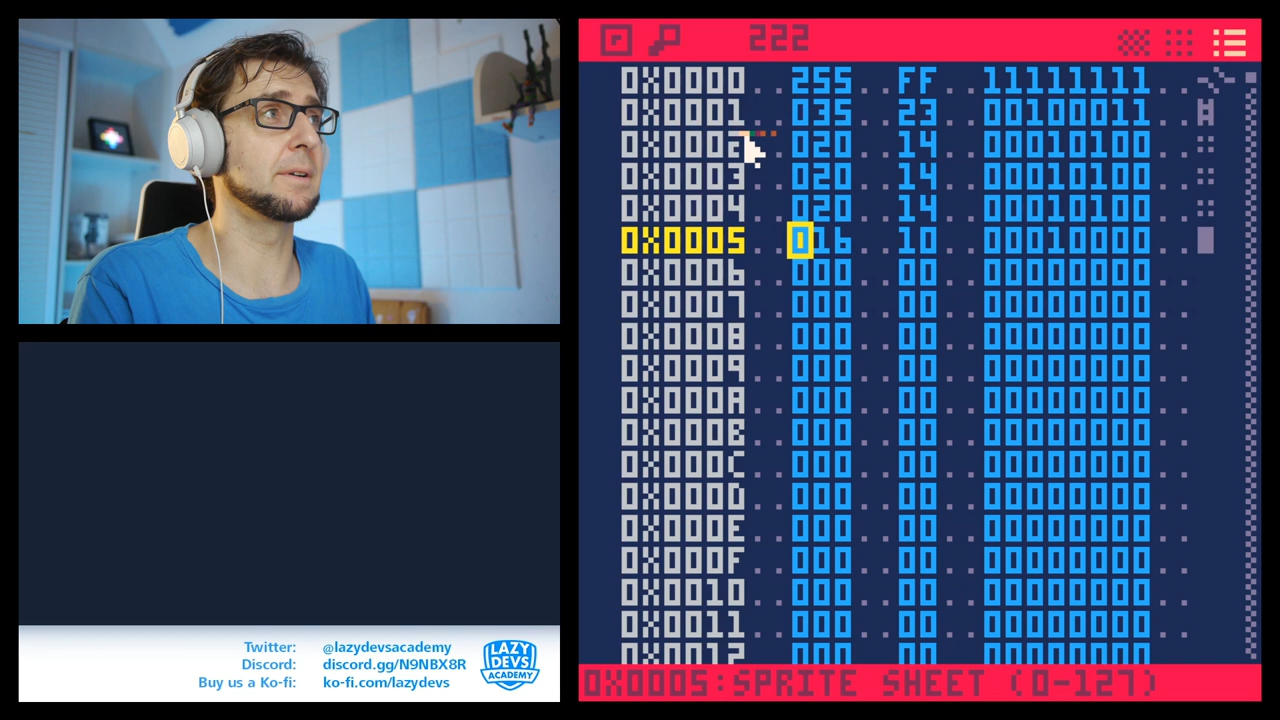 222
0X0000..255..FF..11111111..
0X0001..035..23..00100011..#
0X000..020..14..00010100..
0X0003..020..14..00010100..
0X0004..020..14..00010100..
0X0005..016..10..00010000..
0X0006..000..00..00000000..
0X0007..000..00..00000000..
0X0008..000..00..00000000..
0X0009..000..00..00000000..
0X000A..000..00..00000000..
0X000B..000..00..00000000..
0X000C..000..00..00000000..
0X000D..000..00..00000000..
0X000E..000..00..00000000..
0X000F..000..00..00000000..
0X0010..000..00..00000000..
0X0011..000..00..00000000..
0X0005:SPRITE SHEET (0-127)
Twitter: @lazydevsacademy
Discord: discord.gg/N9NBX8R
Buy us a Ko-fi: ko-fi.com/lazydevs
LAZY
DEVS
ACADEMY